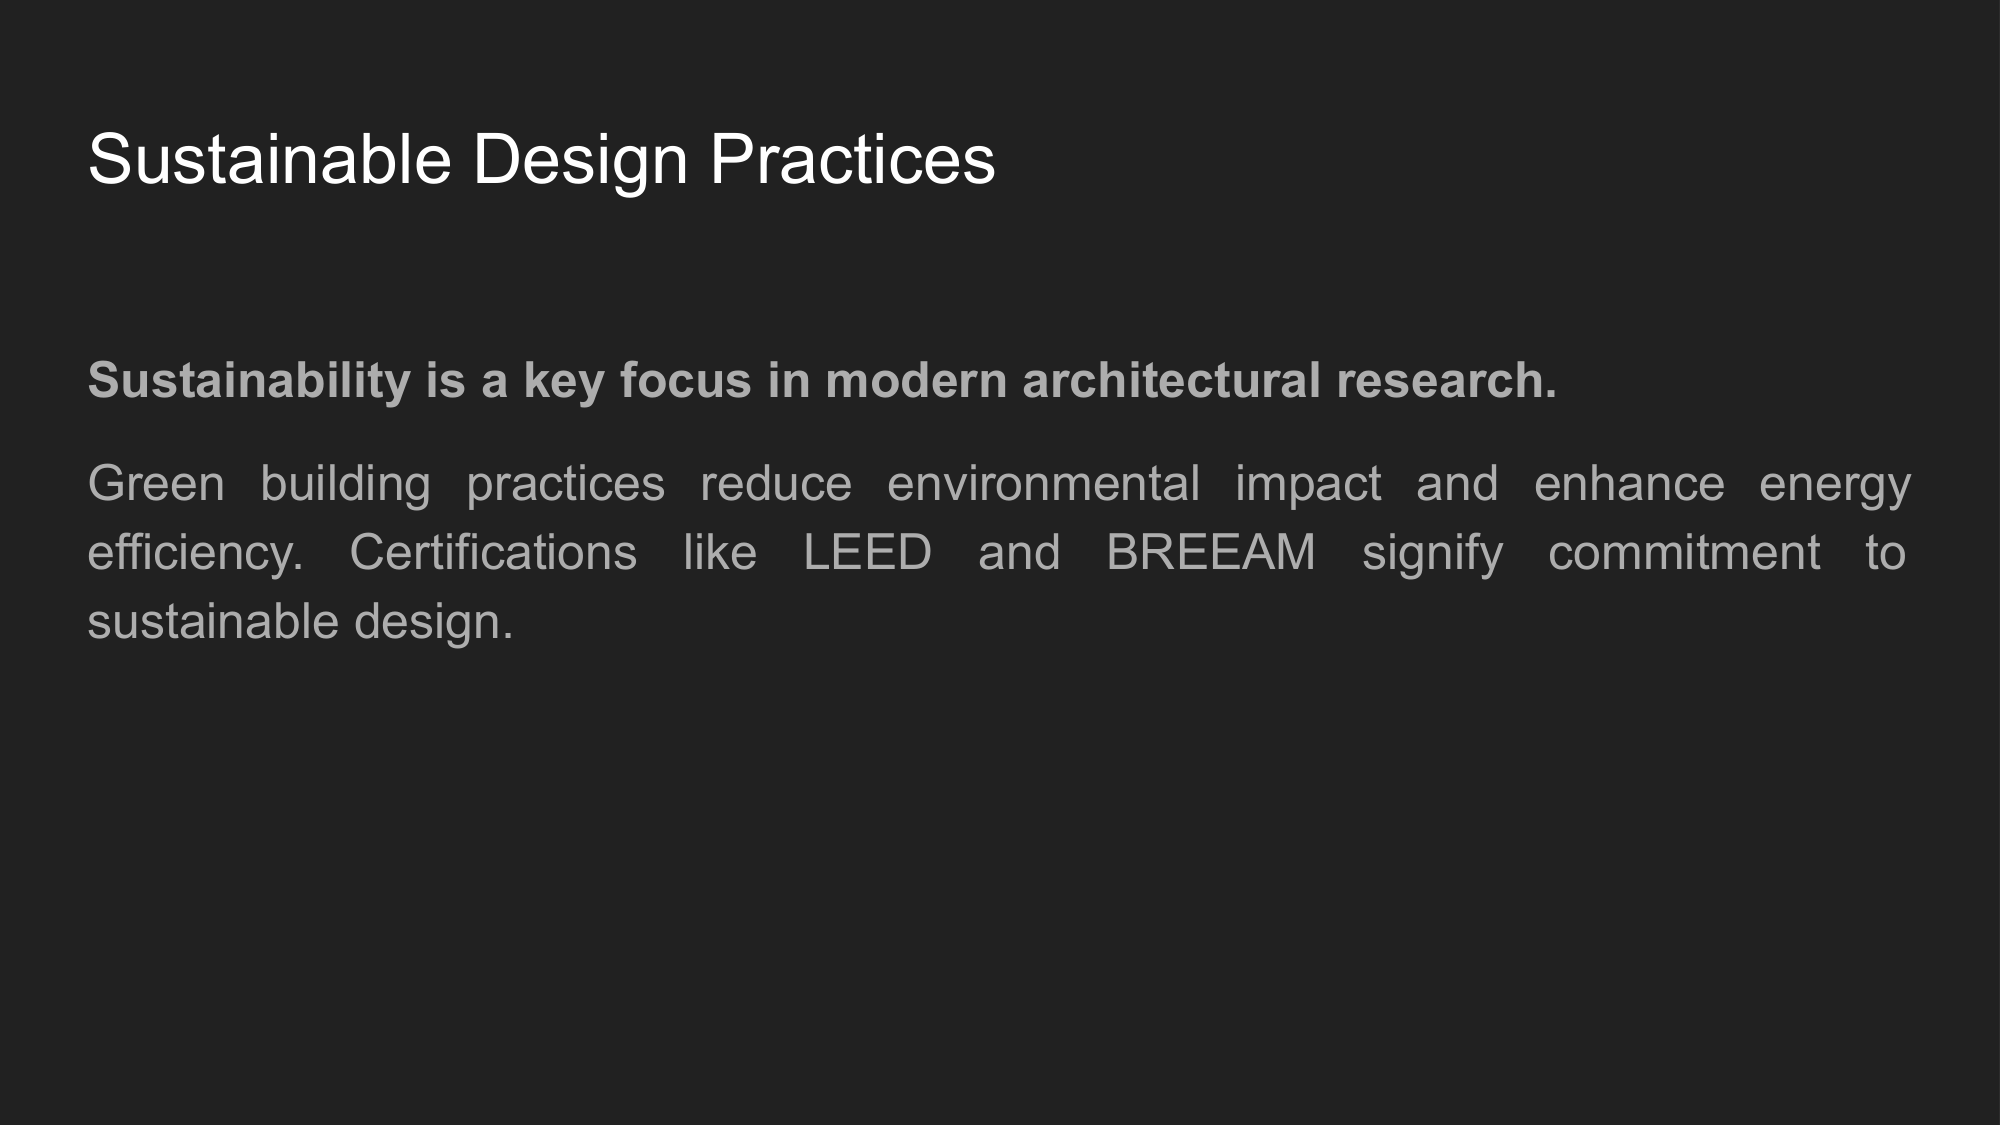 Sustainable Design Practices
Sustainability is a key focus in modern architectural research.
Green building practices reduce environmental impact and enhance energy
efficiency. Certifications like LEED and BREEAM signify commitment to
sustainable design.